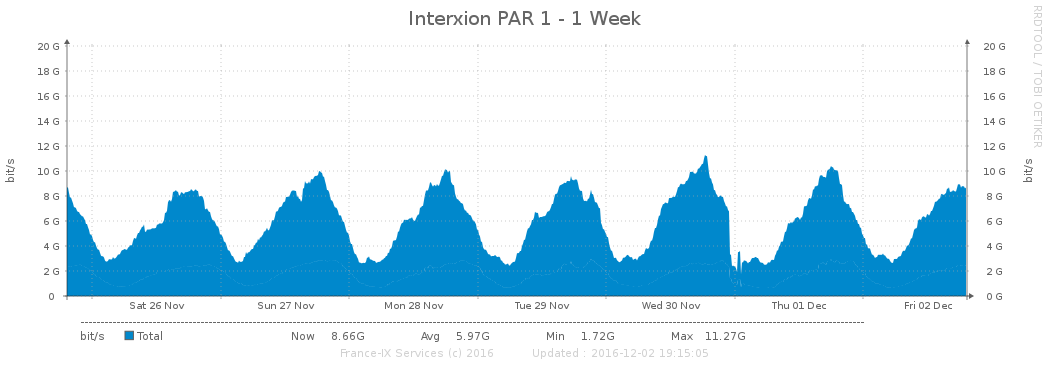 Interxion PAR 1 - 1 Week
RRDTOOL / TOBI OETIKER
bit/s
20 G 20 G
18 G 18 G
16 G 16 G
14 G 14 G
12 G 12 G
10 G 10 G
8 G 8 G
6 G 6 G
4 G 4 G
2 G 2 G
0 0 G
bit/s
Sat 26 Nov Sun 27 Nov Mon 28 Nov Tue 29 Nov Wed 30 Nov Thu 01 Dec Fri 02 Dec
bit/s Total Now 8.66G Avg 5.97G Min 1.72G Max 11.27G
France-IX Services (c) 2016 Updated : 2016-12-02 19:15:05